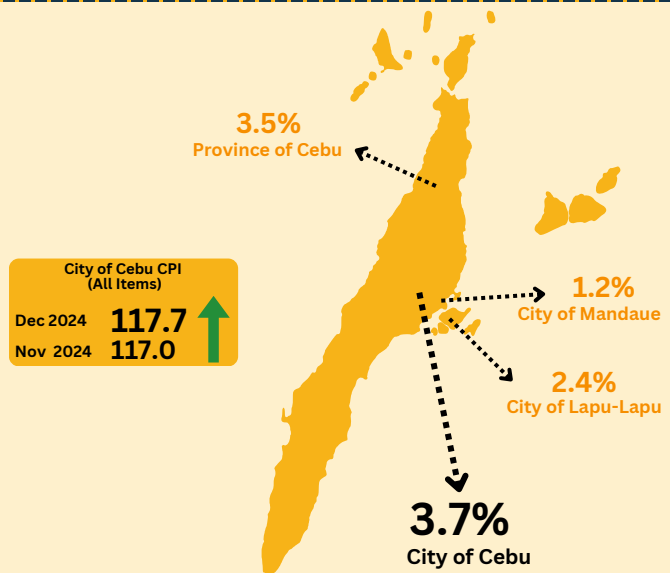 3.5%
Province of Cebu
City of Cebu CPI
(All Items)
Dec 2024 117.7
Nov 2024 117.0
1.2%
City of Mandaue
2.4%
City of Lapu-Lapu
3.7%
City of Cebu